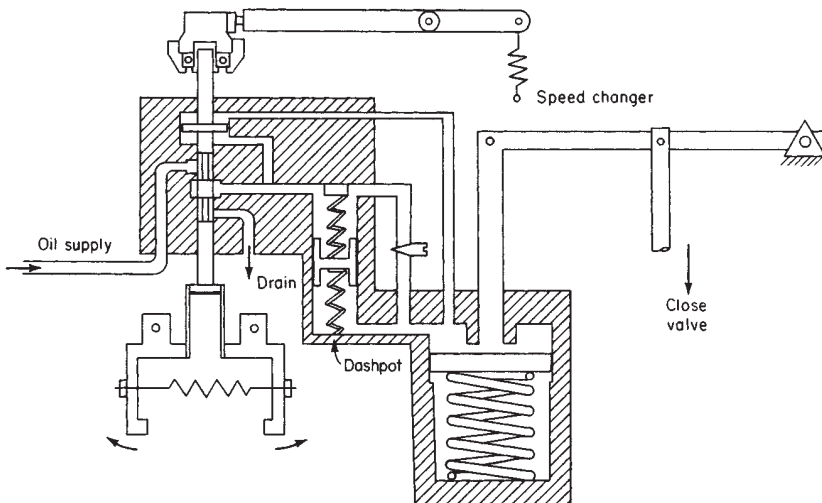 Speed changer
Oil supply
Drain
Close
valve
Dashpot